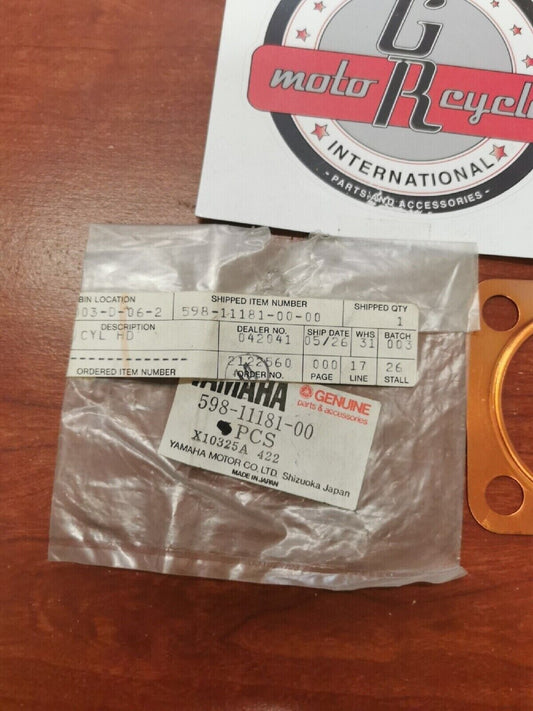 GR
moto cycle
INTERNATIONAL
- PARTS AND ACCESSORIES -
BIN LOCATION SHIPPED ITEM NUMBER SHIPPED QTY
003-D-06-2 598-11181-00-00 1
DESCRIPTION DEALER NO. SHIP DATE WHS BATCH
CYL HD 042041 05/26 31 003
2122560 000 17 26
ORDERED ITEM NUMBER ORDER NO. PAGE LINE STALL
YAMAHA GENUINE
parts & accessories
598-11181-00
PCS
X10325A 422
YAMAHA MOTOR CO., LTD. Shizuoka Japan
MADE IN JAPAN